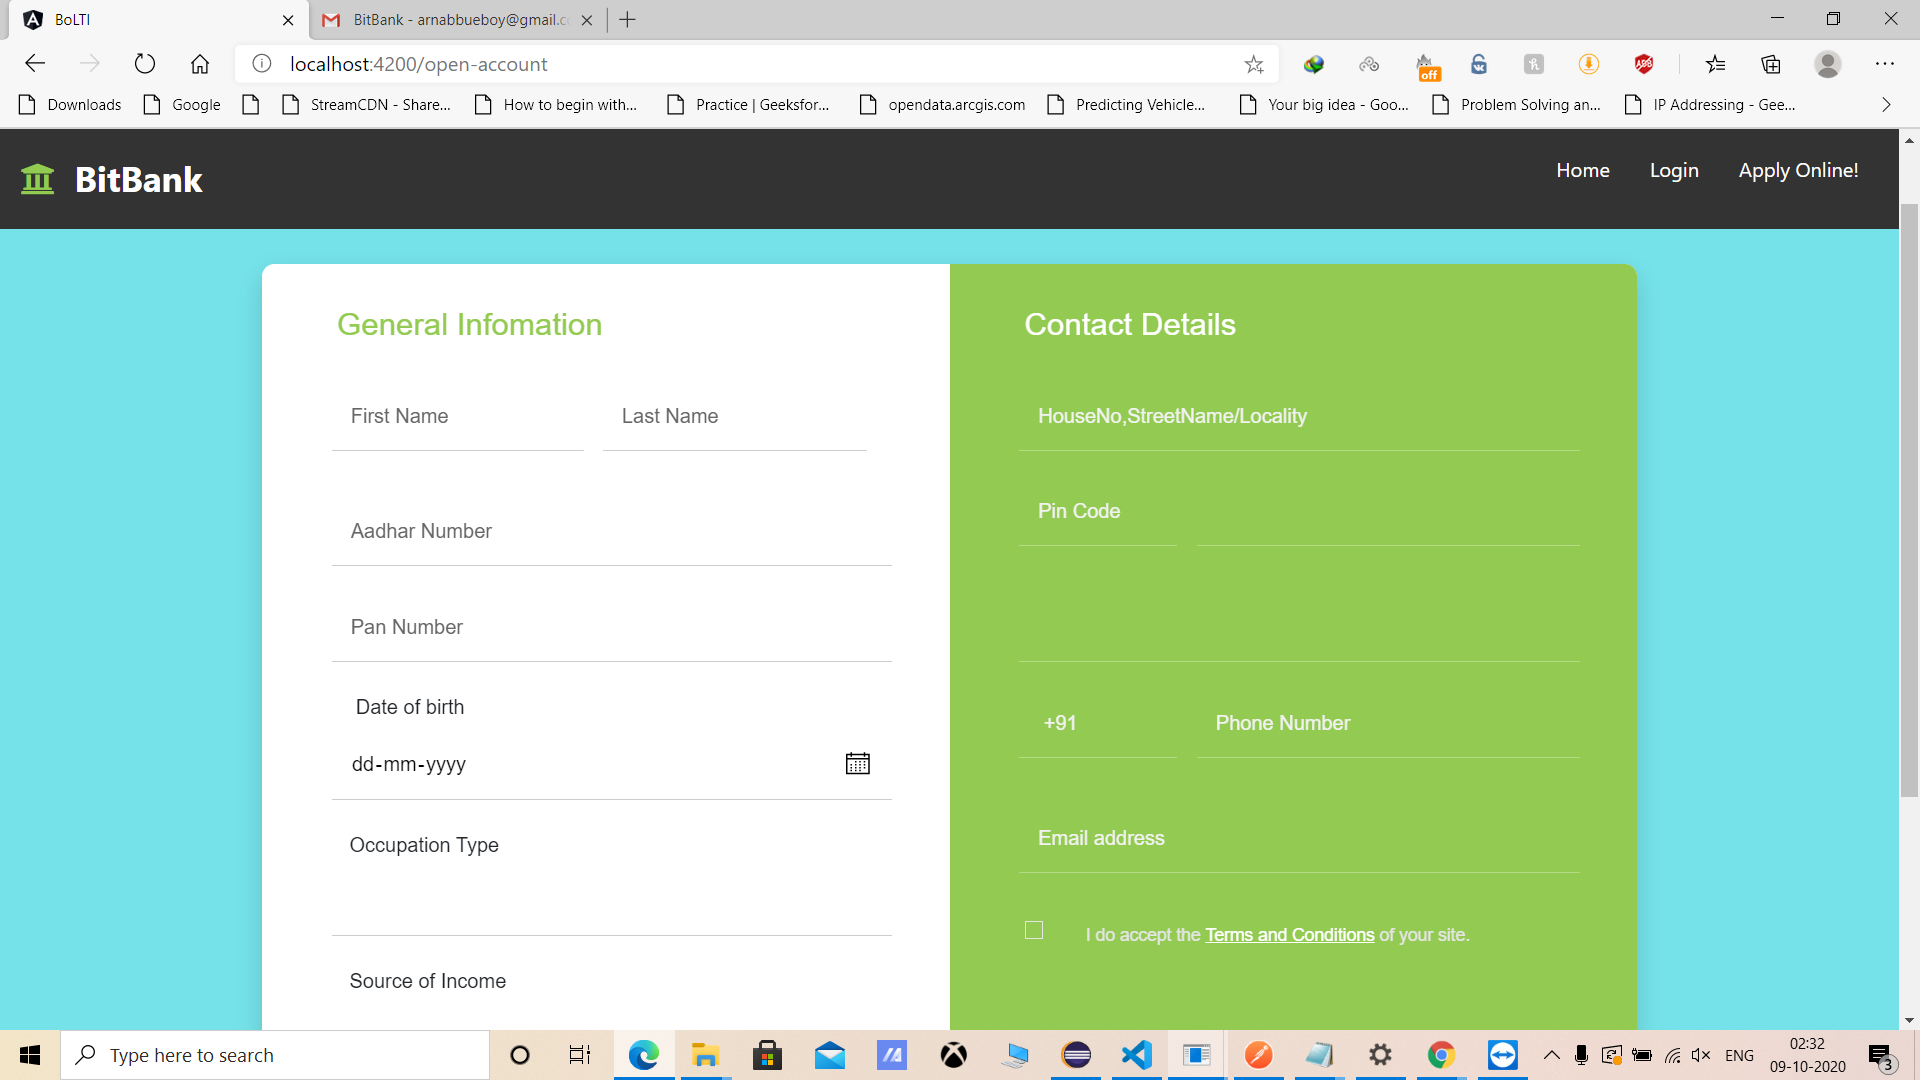 BoLTI
BitBank - arnabbueboy@gmail.c
localhost:4200/open-account
off
ADB
Downloads
Google
StreamCDN - Share...
How to begin with...
Practice | Geeksfor...
opendata.arcgis.com
Predicting Vehicle...
Your big idea - Goo...
Problem Solving an...
IP Addressing - Gee...
BitBank
Home
Login
Apply Online!
General Infomation
First Name
Last Name
Aadhar Number
Pan Number
Date of birth
dd-mm-yyyy
Occupation Type
Source of Income
Contact Details
HouseNo,StreetName/Locality
Pin Code
+91
Phone Number
Email address
I do accept the Terms and Conditions of your site.
Type here to search
ENG
02:32
09-10-2020
3